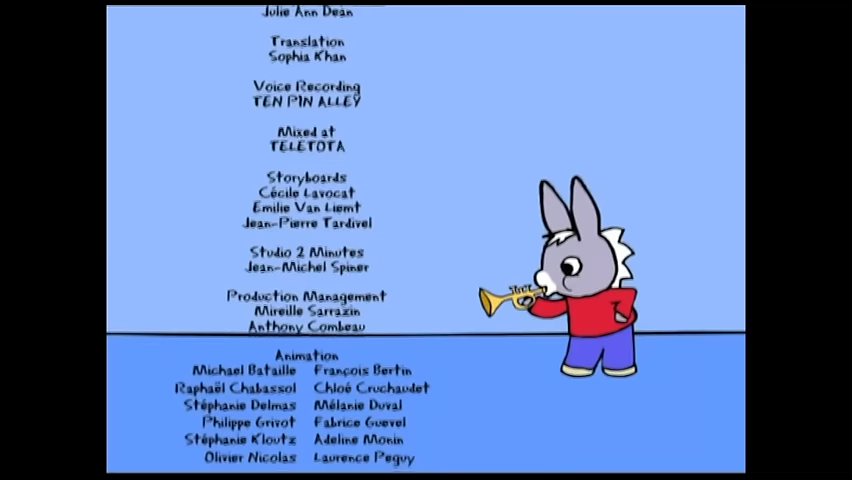 Julie Ann Dean
Translation
Sophia Khan
Voice Recording
TEN PIN ALLEY
Mixed at
TELETOTA
Storyboards
Cécile Lavocat
Emilie Van Liemt
Jean-Pierre Tardivel
Studio 2 Minutes
Jean-Michel Spiner
Production Management
Mireille Sarrazin
Anthony Combeau
Animation
Michael Bataille François Bertin
Raphaël Chabassol Chloé Cruchaudet
Stéphanie Delmas Mélanie Duval
Philippe Grivot Fabrice Guevel
Stéphanie Kloutz Adeline Monin
Olivier Nicolas Laurence Peguy